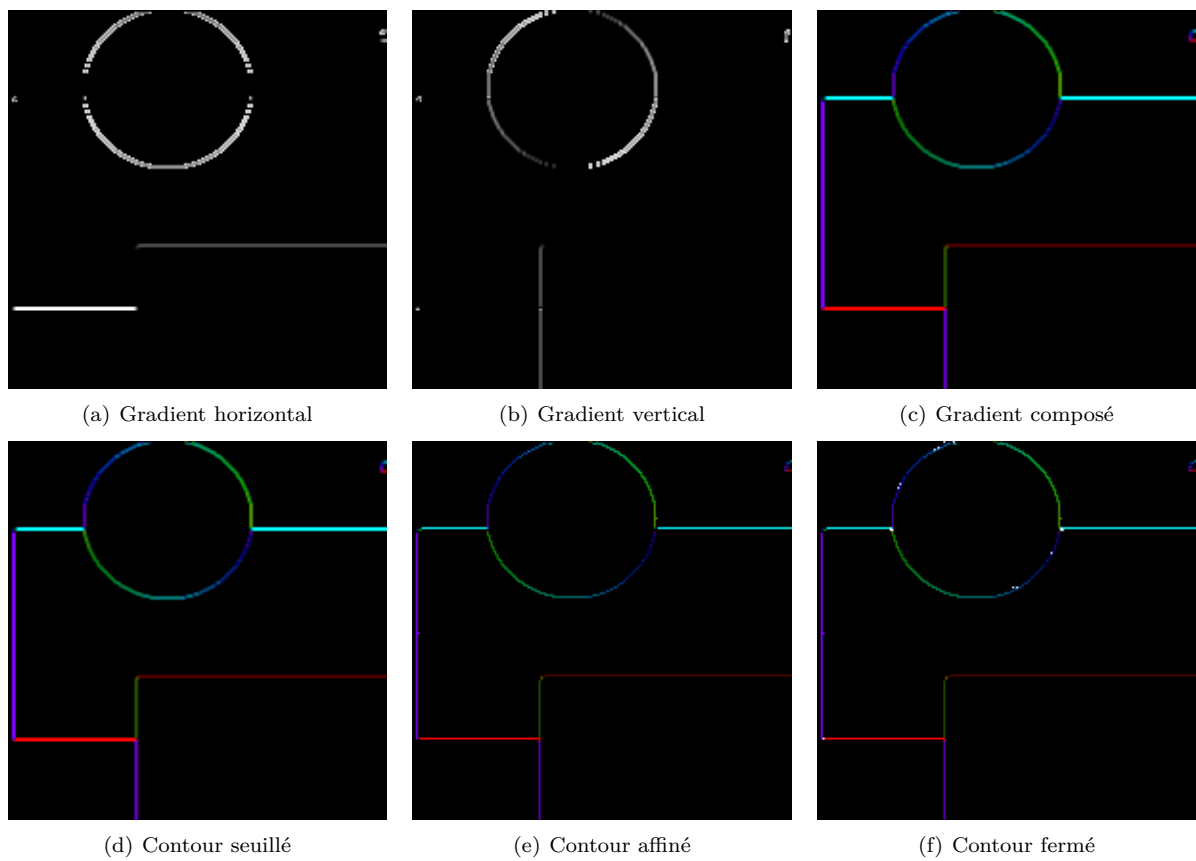 (a) Gradient horizontal
(b) Gradient vertical
(c) Gradient composé
(d) Contour seuillé
(e) Contour affiné
(f) Contour fermé